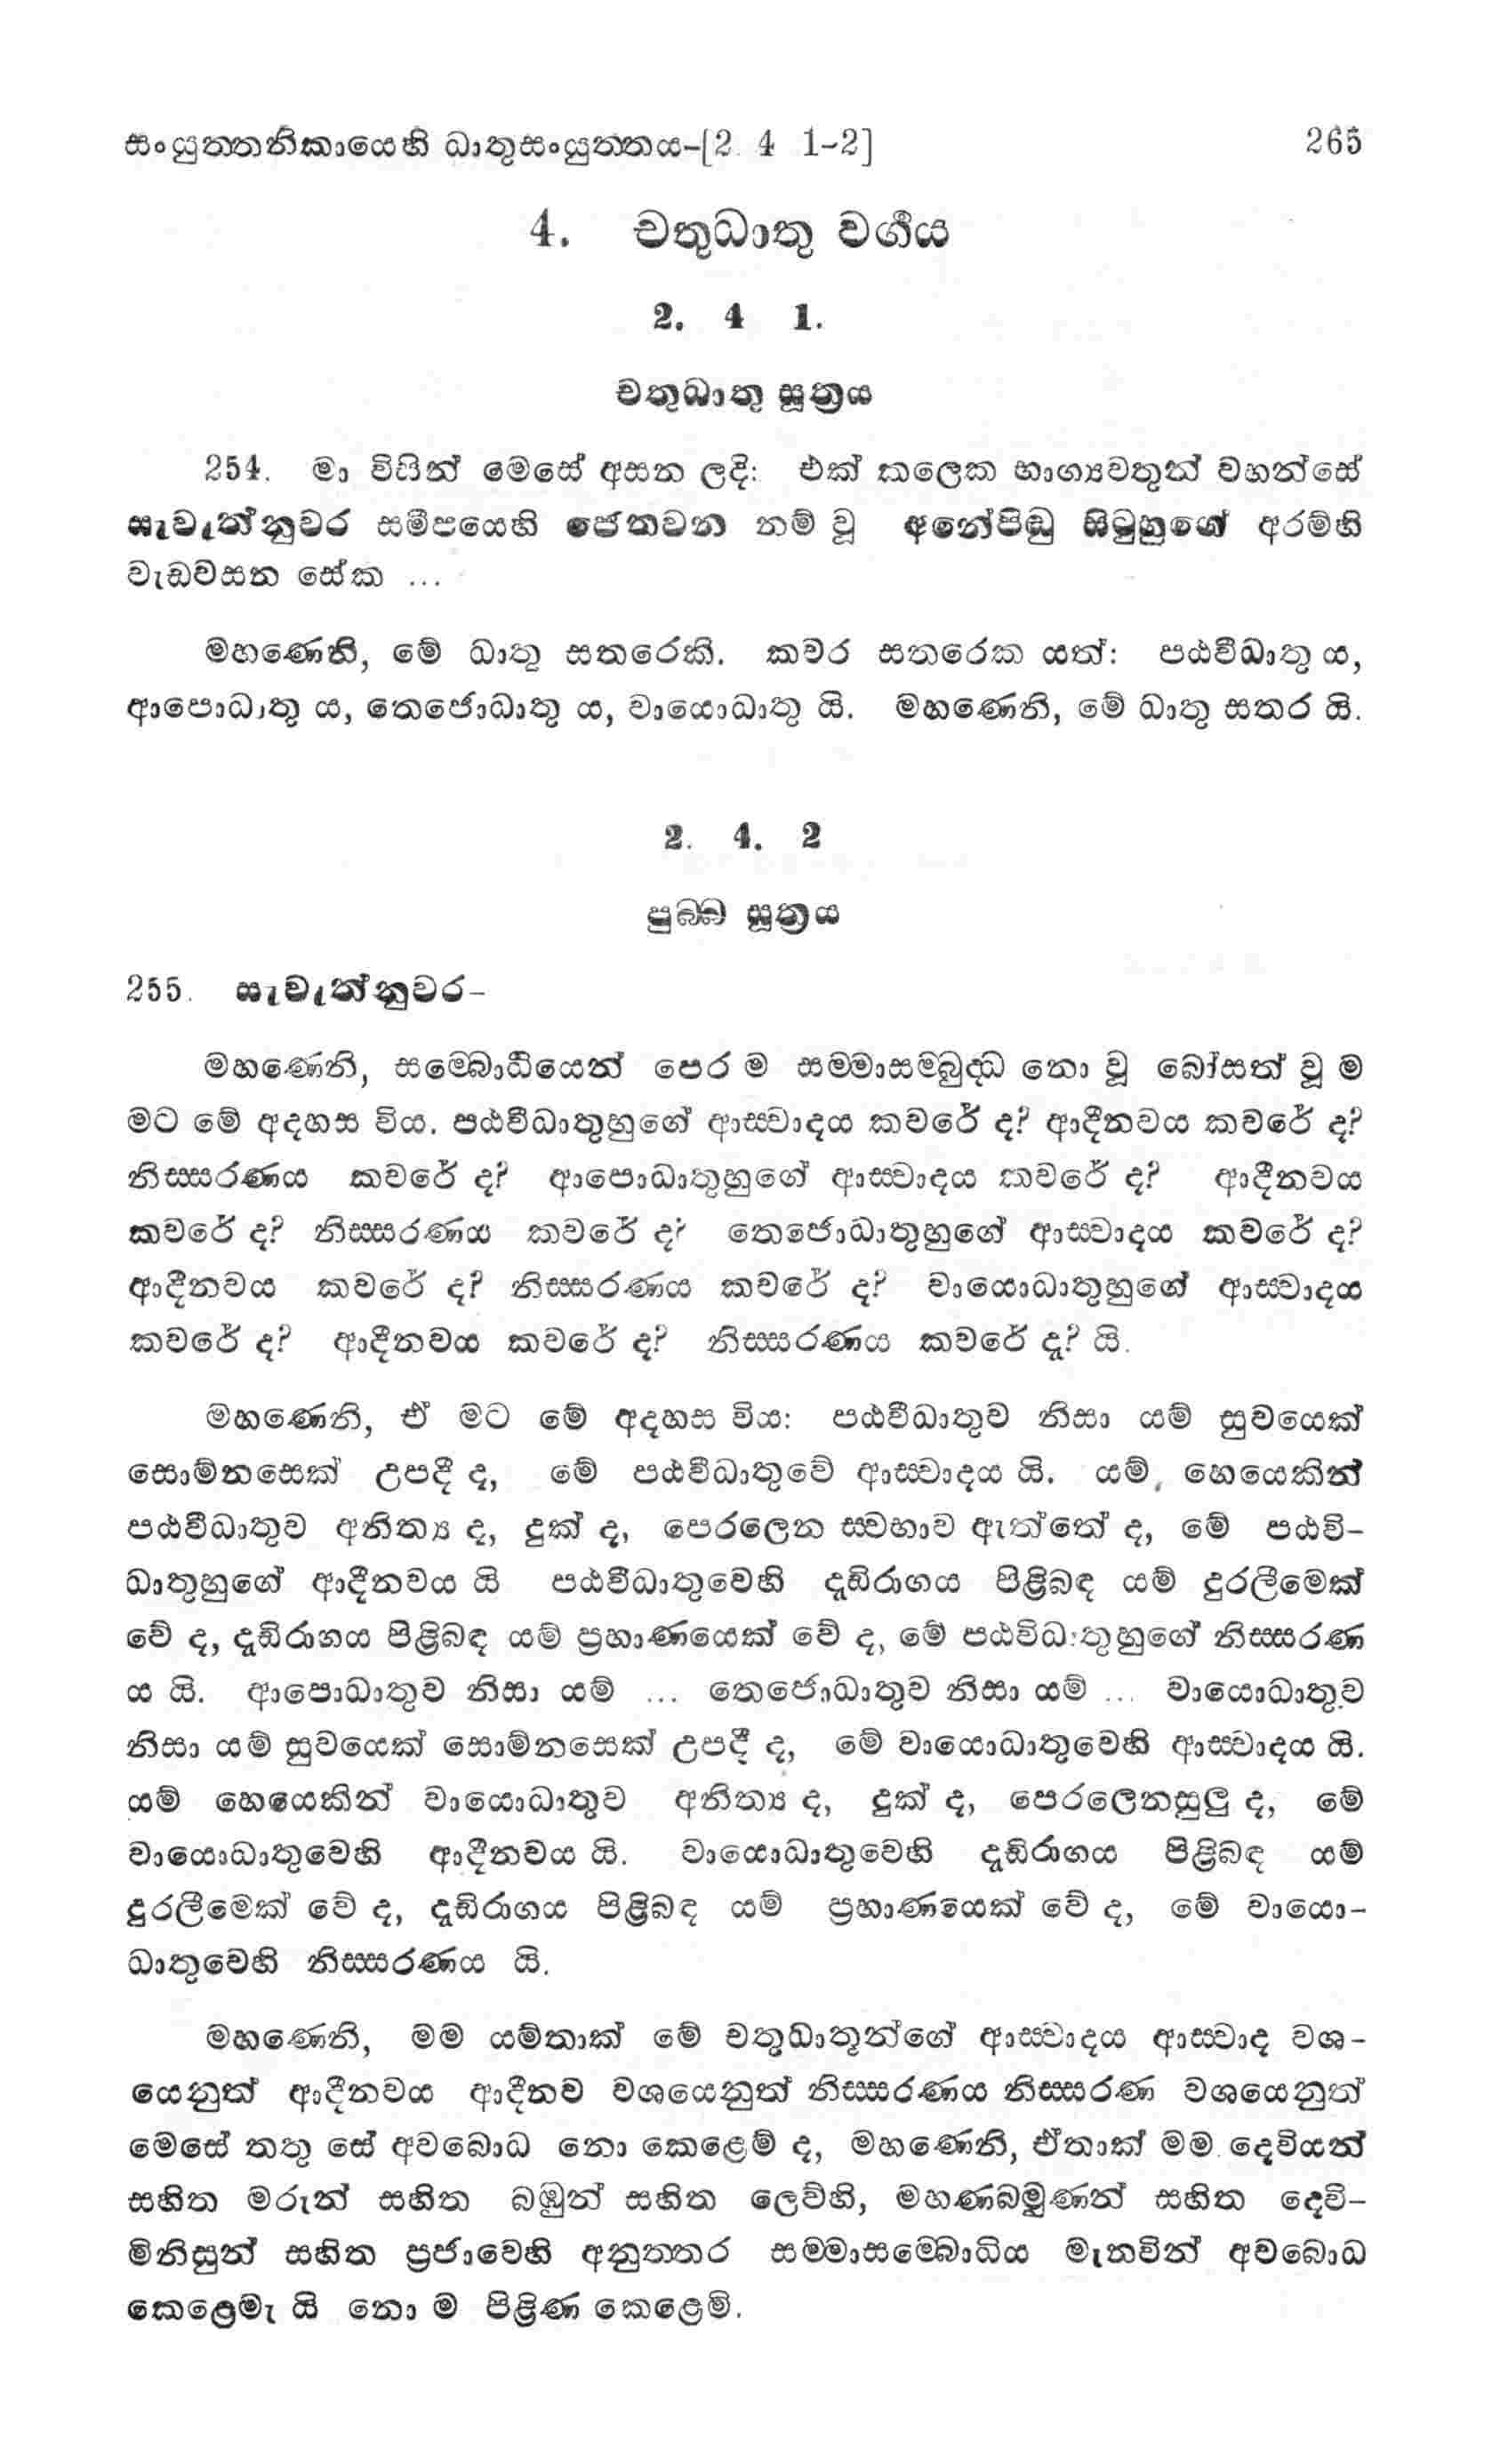 සංයුත්තනිකායෙහි ධාතුසංයුත්තය-[2. 4 1-2] 265
4. චතුධාතු වර්‍ගය
2. 4 1.
චතුධාතු සූත්‍රය
254. මා විසින් මෙසේ අසන ලදි: එක් කලෙක භාග්‍යවතුන් වහන්සේ
සැවැත්නුවර සමීපයෙහි ජෙතවන නම් වූ අනේපිඬු සිටුහුගේ අරම්හි
වැඩවසන සේක ...
මහණෙනි, මේ ධාතු සතරෙකි. කවර සතරෙක යත්: පඨවීධාතු ය,
ආපොධාතු ය, තෙජොධාතු ය, වායොධාතු යි. මහණෙනි, මේ ධාතු සතර යි.
2. 4. 2
පුබ්බ සූත්‍රය
255. සැවැත්නුවර-
මහණෙනි, සම්බොධියෙන් පෙර ම සම්මාසම්බුද්ධ නො වූ බෝසත් වූ ම
මට මේ අදහස විය. පඨවීධාතුහුගේ ආස්වාදය කවරේ ද? ආදීනවය කවරේ ද?
නිස්සරණය කවරේ ද? ආපොධාතුහුගේ ආස්වාදය කවරේ ද? ආදීනවය
කවරේ ද? නිස්සරණය කවරේ ද? තෙජොධාතුහුගේ ආස්වාදය කවරේ ද?
ආදීනවය කවරේ ද? නිස්සරණය කවරේ ද? වායොධාතුහුගේ ආස්වාදය
කවරේ ද? ආදීනවය කවරේ ද? නිස්සරණය කවරේ ද? යි.
මහණෙනි, ඒ මට මේ අදහස විය: පඨවීධාතුව නිසා යම් සුවයෙක්
සොම්නසෙක් උපදී ද, මේ පඨවීධාතුවේ ආස්වාදය යි. යම් හෙයෙකින්
පඨවීධාතුව අනිත්‍ය ද, දුක් ද, පෙරලෙන ස්වභාව ඇත්තේ ද, මේ පඨවී-
ධාතුහුගේ ආදීනවය යි පඨවීධාතුවෙහි ඡන්දරාගය පිළිබඳ යම් දුරලීමෙක්
වේ ද, ඡන්දරාගය පිළිබඳ යම් ප්‍රහාණයෙක් වේ ද, මේ පඨවිධාතුහුගේ නිස්සරණ
ය යි. ආපොධාතුව නිසා යම් ... තෙජොධාතුව නිසා යම් ... වායොධාතුව
නිසා යම් සුවයෙක් සොම්නසෙක් උපදී ද, මේ වායොධාතුවෙහි ආස්වාදය යි.
යම් හෙයෙකින් වායොධාතුව අනිත්‍ය ද, දුක් ද, පෙරලෙනසුලු ද, මේ
වායොධාතුවෙහි ආදීනවය යි. වායොධාතුවෙහි ඡන්දරාගය පිළිබඳ යම්
දුරලීමෙක් වේ ද, ඡන්දරාගය පිළිබඳ යම් ප්‍රහාණයෙක් වේ ද, මේ වායො-
ධාතුවෙහි නිස්සරණය යි.
මහණෙනි, මම යම්තාක් මේ චතුධාතූන්ගේ ආස්වාදය ආස්වාද වශ-
යෙනුත් ආදීනවය ආදීනව වශයෙනුත් නිස්සරණය නිස්සරණ වශයෙනුත්
මෙසේ තතු සේ අවබොධ නො කෙළෙම් ද, මහණෙනි, ඒතාක් මම දෙවියන්
සහිත මරුන් සහිත බඹුන් සහිත ලෙව්හි, මහණබමුණන් සහිත දෙව්-
මිනිසුන් සහිත ප්‍රජාවෙහි අනුත්තර සම්මාසම්බොධිය මැනවින් අවබොධ
කෙළෙමැ යි නො ම පිළිණ කෙළෙමි.